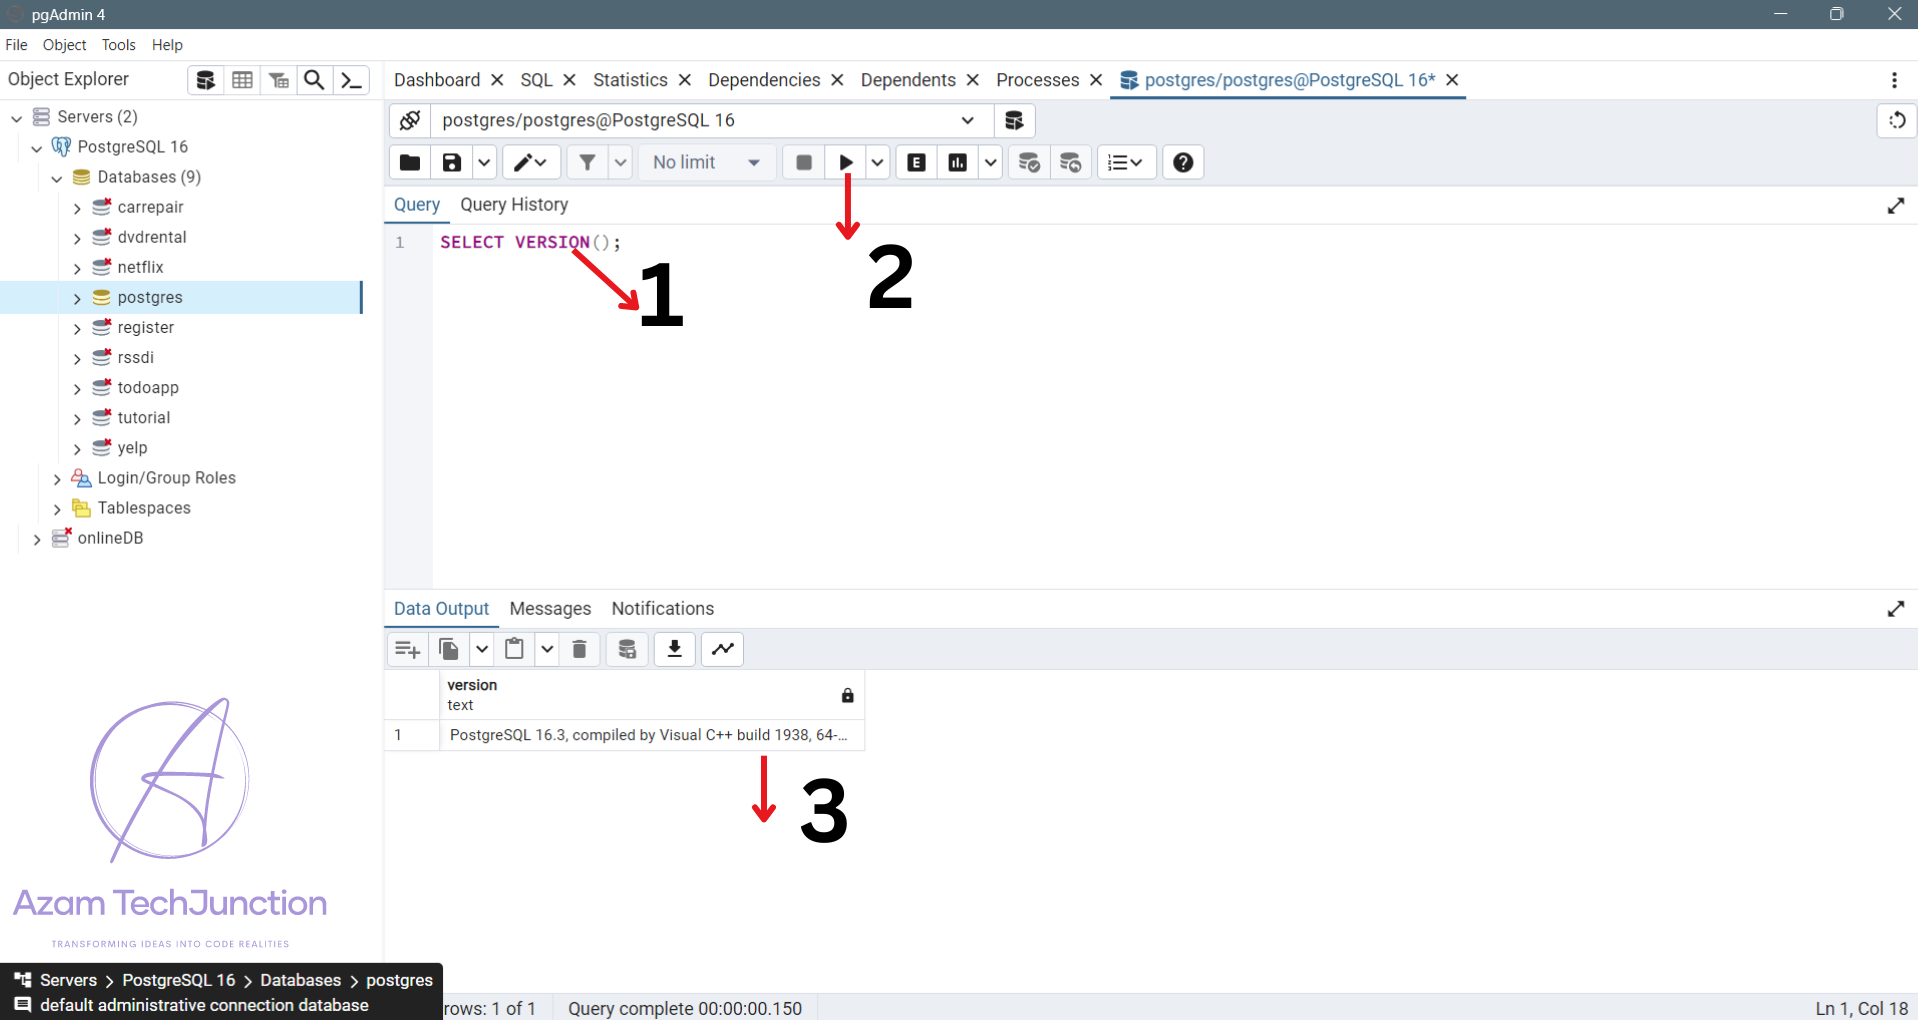 pgAdmin 4
File Object Tools Help
Object Explorer
Dashboard SQL Statistics Dependencies Dependents Processes postgres/postgres@PostgreSQL 16*
Servers (2)
PostgreSQL 16
Databases (9)
carrepair
dvdrental
netflix
postgres
register
rssdi
todoapp
tutorial
yelp
Login/Group Roles
Tablespaces
onlineDB
postgres/postgres@PostgreSQL 16
No limit
E
Query Query History
1 SELECT VERSION();
1
2
Data Output Messages Notifications
version
text
1 PostgreSQL 16.3, compiled by Visual C++ build 1938, 64-...
3
A
Azam TechJunction
TRANSFORMING IDEAS INTO CODE REALITIES
Servers > PostgreSQL 16 > Databases > postgres
default administrative connection database
rows: 1 of 1 Query complete 00:00:00.150 Ln 1, Col 18